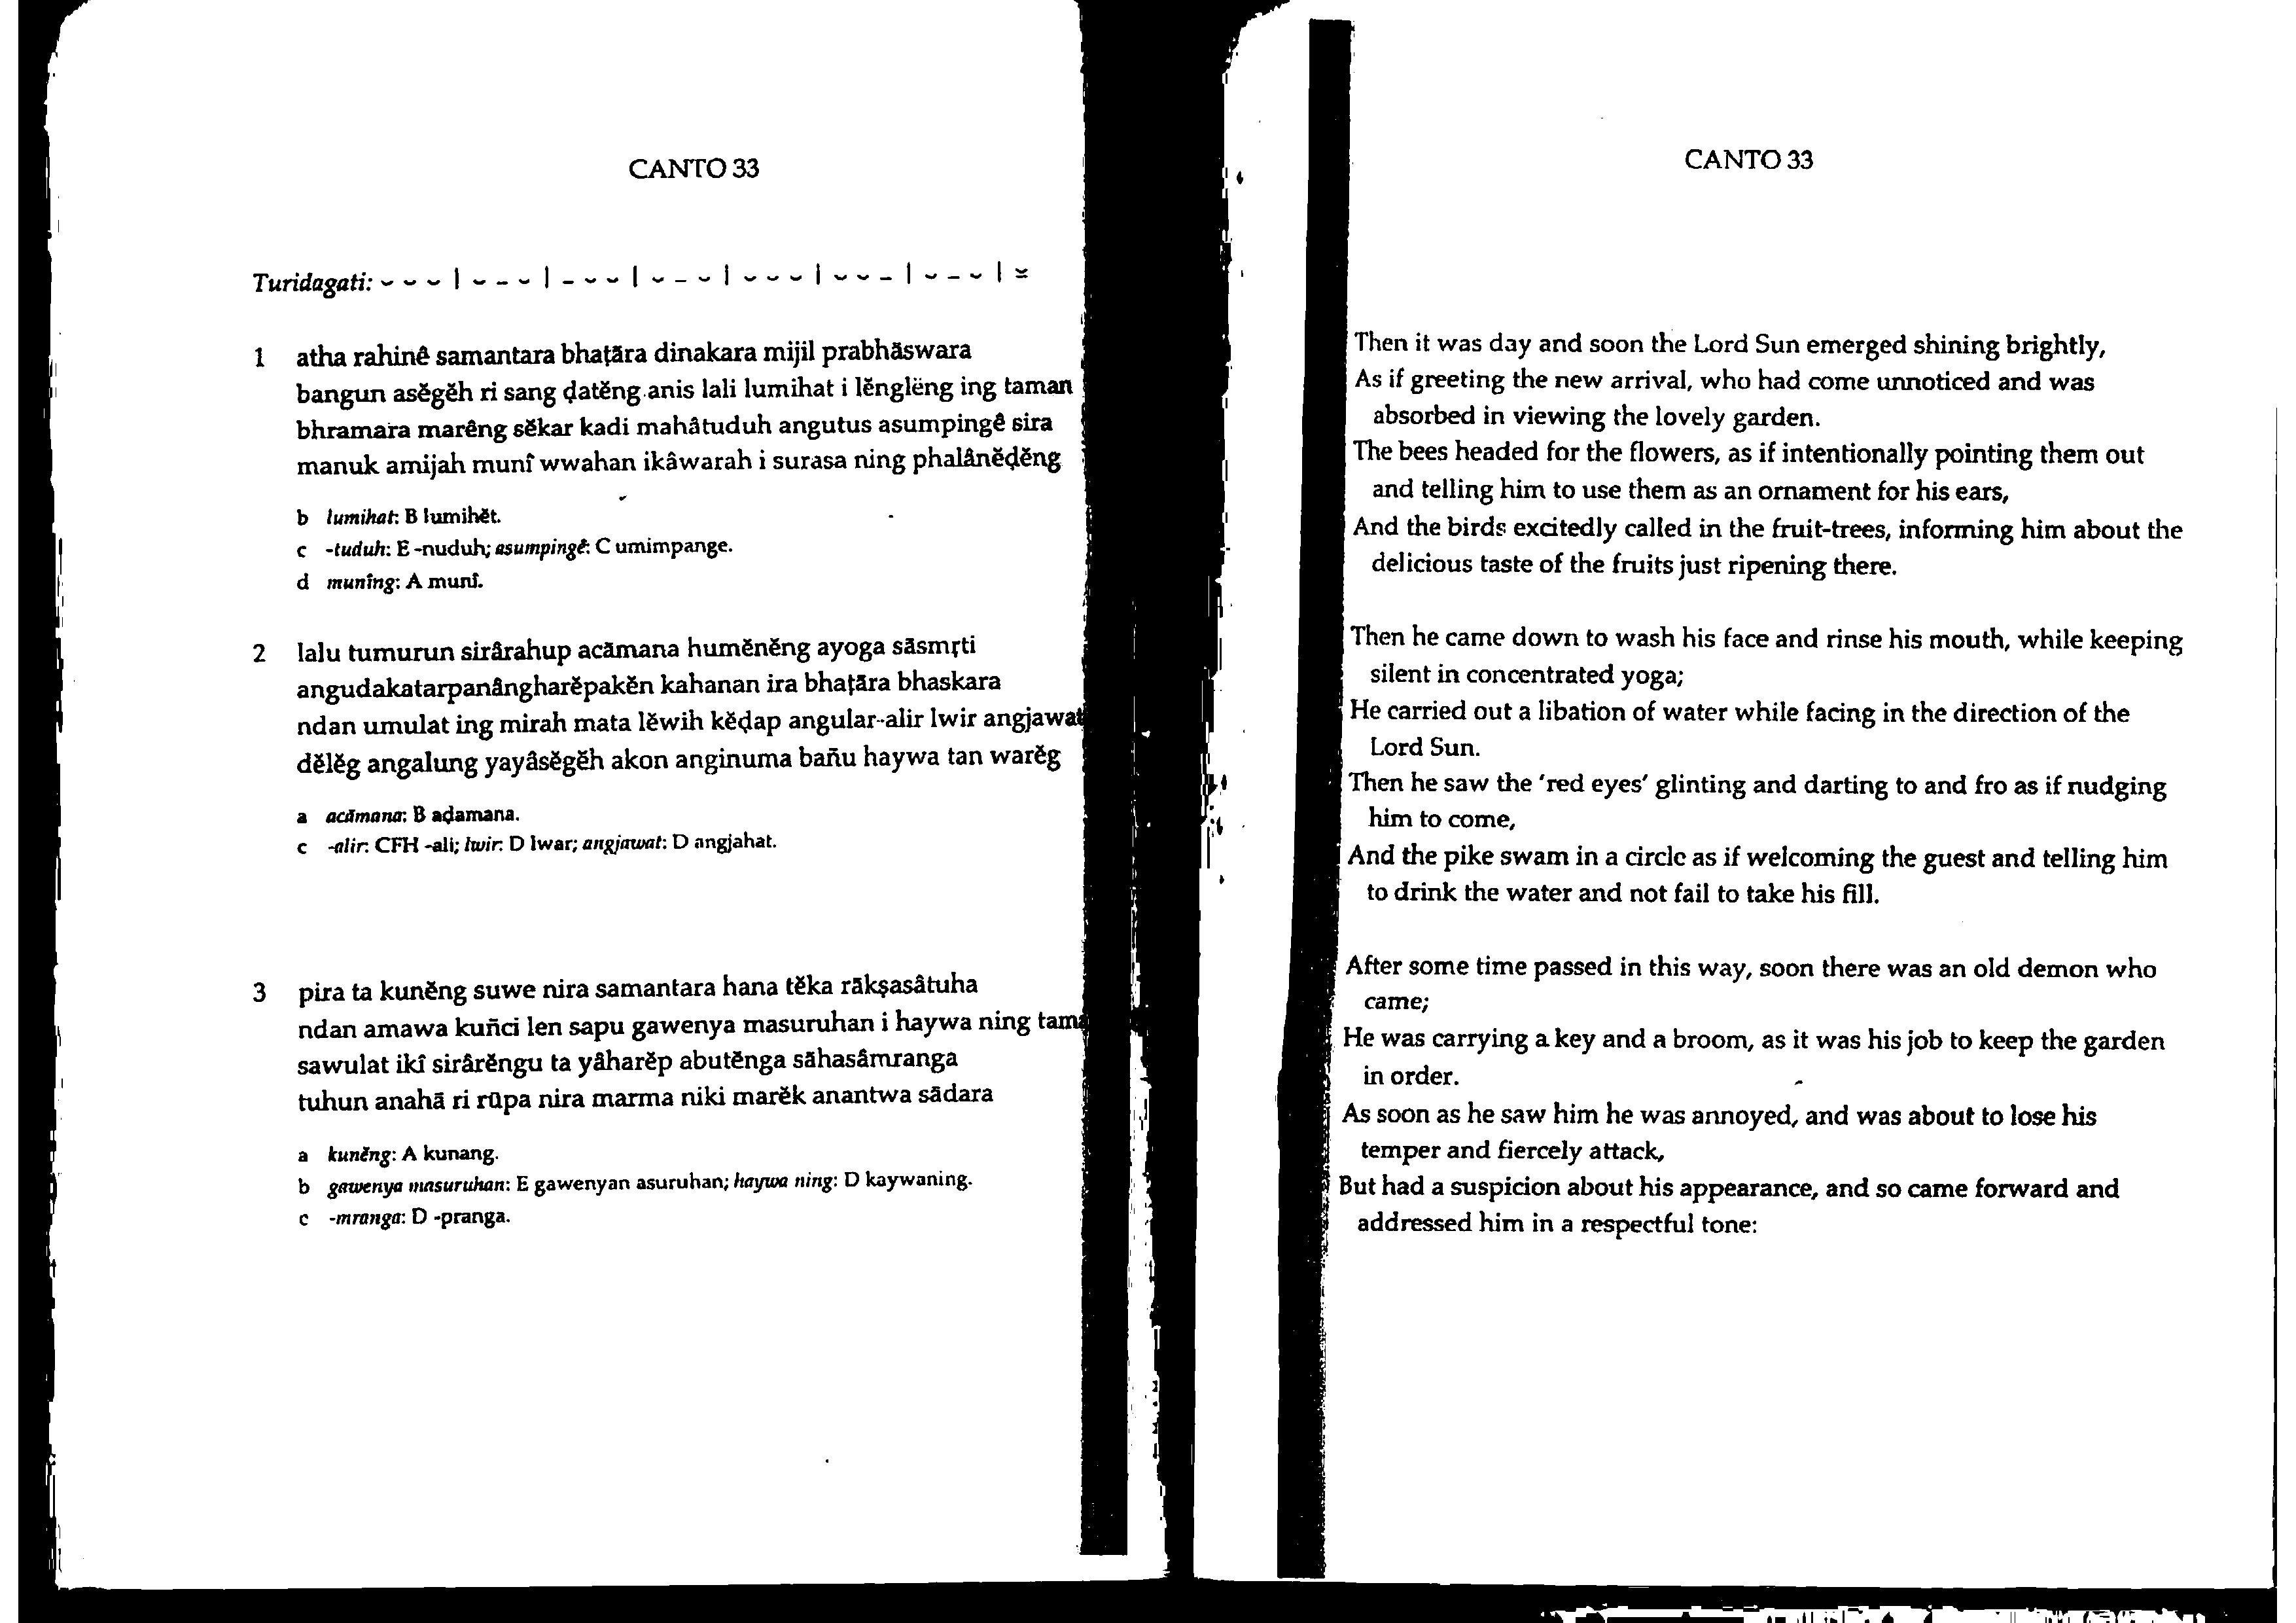 CANTO 33
Turidagati: ⏑ ⏑ ⏑ | ⏑ – ⏑ | – ⏑ ⏑ | ⏑ – ⏑ | ⏑ ⏑ ⏑ | ⏑ ⏑ – | ⏑ – ⏑ | ⏓
1 atha rahinê samantara bhaṭāra dinakara mijil prabhāswara
bangun asĕgĕh ri sang ḍatĕng anis lali lumihat i lĕnglĕng ing taman
bhramara marêng sĕkar kadi mahâtuduh angutus asumpingê sira
manuk amijah munî wwahan ikâwarah i surasa ning phalânĕḍĕng
b lumihat: B lumihĕt.
c -tuduh: E -nuduh; asumpingê: C umimpange.
d munîng: A munî.
2 lalu tumurun sirârahup acāmana humĕnĕng ayoga sāsmṛti
angudakatarpanângharĕpakĕn kahanan ira bhaṭāra bhaskara
ndan umulat ing mirah mata lĕwih kĕḍap angular-alir lwir angjawat
dĕlĕg angalung yayâsĕgĕh akon anginuma bañu haywa tan warĕg
a acāmana: B aḍamana.
c -alir: CFH -ali; lwir: D lwar; angjawat: D angjahat.
3 pira ta kunĕng suwe nira samantara hana tĕka rākṣasâtuha
ndan amawa kuñci len sapu gawenya masuruhan i haywa ning
sawulat ikî sirârĕngu ta yâharĕp abutĕnga sāhasâmranga
tuhun anahā ri rūpa nira marma niki marĕk anantwa sādara
a kunĕng: A kunang.
b gawenya masuruhan: E gawenyan asuruhan; haywa ning: D kaywaning.
c -mranga: D -pranga.
CANTO 33
Then it was day and soon the Lord Sun emerged shining brightly,
As if greeting the new arrival, who had come unnoticed and was
absorbed in viewing the lovely garden.
The bees headed for the flowers, as if intentionally pointing them out
and telling him to use them as an ornament for his ears,
And the birds excitedly called in the fruit-trees, informing him about the
delicious taste of the fruits just ripening there.
Then he came down to wash his face and rinse his mouth, while keeping
silent in concentrated yoga;
He carried out a libation of water while facing in the direction of the
Lord Sun.
Then he saw the 'red eyes' glinting and darting to and fro as if nudging
him to come,
And the pike swam in a circle as if welcoming the guest and telling him
to drink the water and not fail to take his fill.
After some time passed in this way, soon there was an old demon who
came;
He was carrying a key and a broom, as it was his job to keep the garden
in order.
As soon as he saw him he was annoyed, and was about to lose his
temper and fiercely attack,
But had a suspicion about his appearance, and so came forward and
addressed him in a respectful tone: